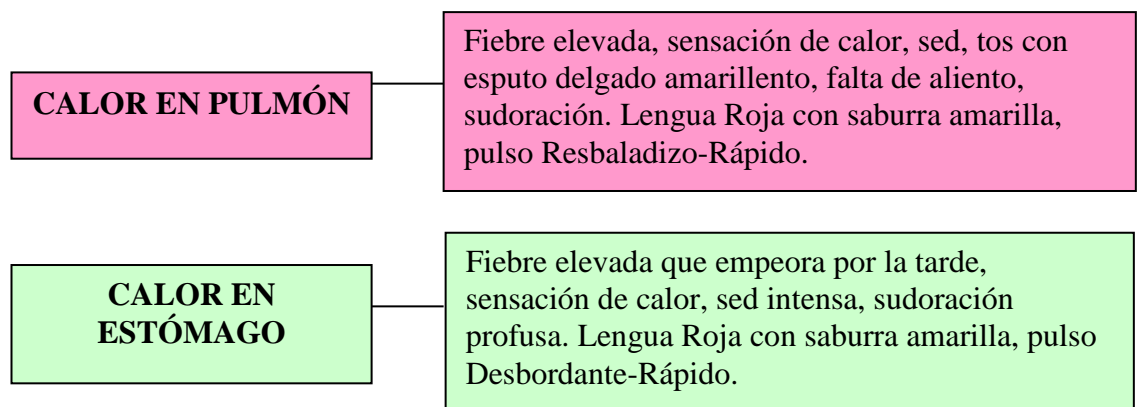 CALOR EN PULMÓN
Fiebre elevada, sensación de calor, sed, tos con
esputo delgado amarillento, falta de aliento,
sudoración. Lengua Roja con saburra amarilla,
pulso Resbaladizo-Rápido.
CALOR EN
ESTÓMAGO
Fiebre elevada que empeora por la tarde,
sensación de calor, sed intensa, sudoración
profusa. Lengua Roja con saburra amarilla, pulso
Desbordante-Rápido.